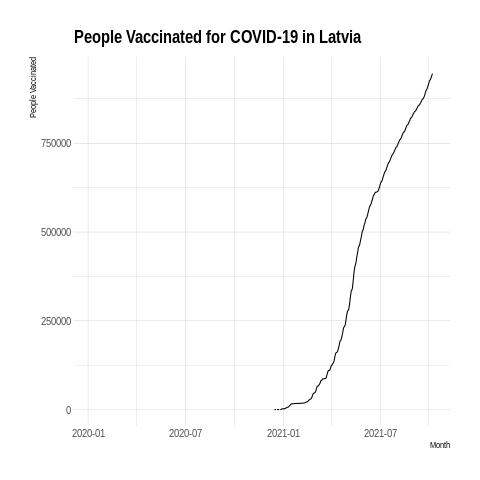 People Vaccinated for COVID-19 in Latvia
People Vaccinated
750000
500000
250000
0
2020-01
2020-07
2021-01
2021-07
Month